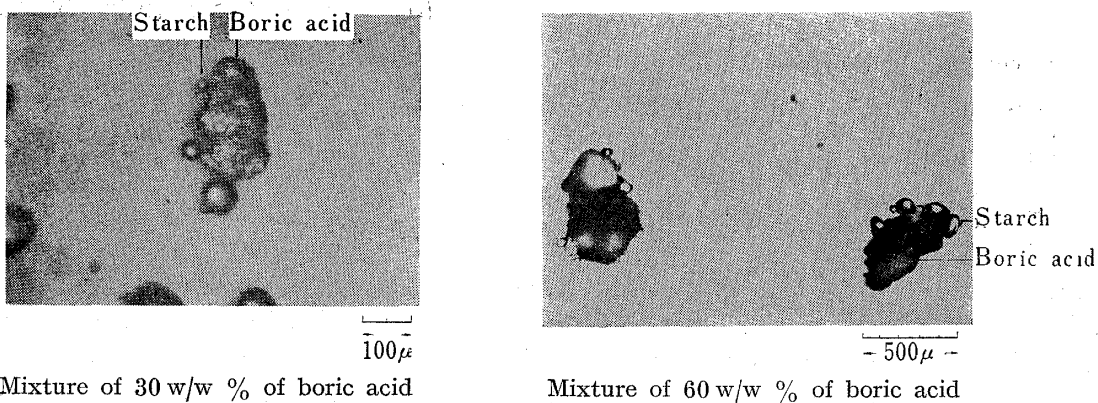 Starch Boric acid
Starch
Boric acid
100μ
500μ
Mixture of 30 w/w % of boric acid
Mixture of 60 w/w % of boric acid